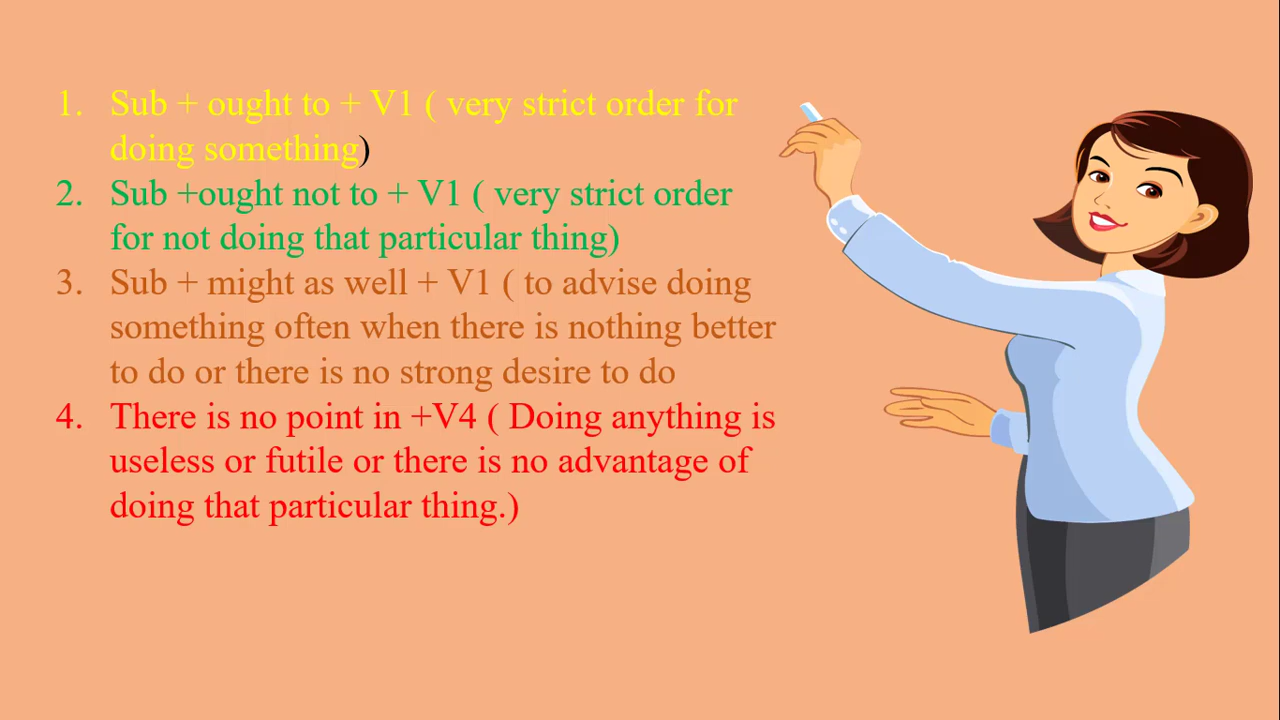 1. Sub + ought to + V1 ( very strict order for
doing something)
2. Sub +ought not to + V1 ( very strict order
for not doing that particular thing)
3. Sub + might as well + V1 ( to advise doing
something often when there is nothing better
to do or there is no strong desire to do
4. There is no point in +V4 ( Doing anything is
useless or futile or there is no advantage of
doing that particular thing.)